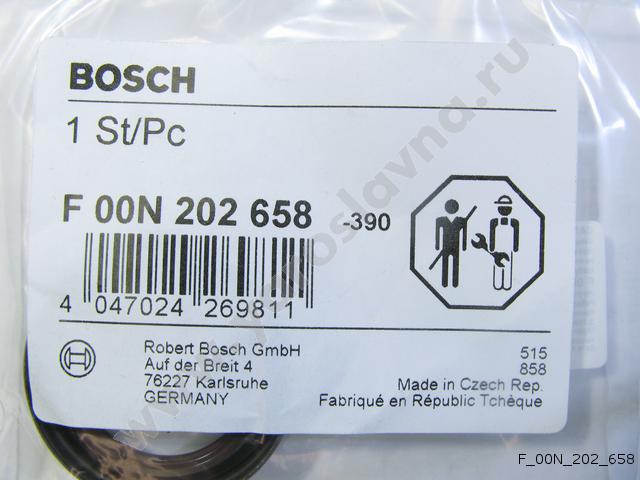 BOSCH
1 St/Pc
F 00N 202 658 -390
4 047024 269811
Robert Bosch GmbH
Auf der Breit 4
76227 Karlsruhe
GERMANY
515
858
Made in Czech Rep.
Fabriqué en Républic Tchèque
F_00N_202_658